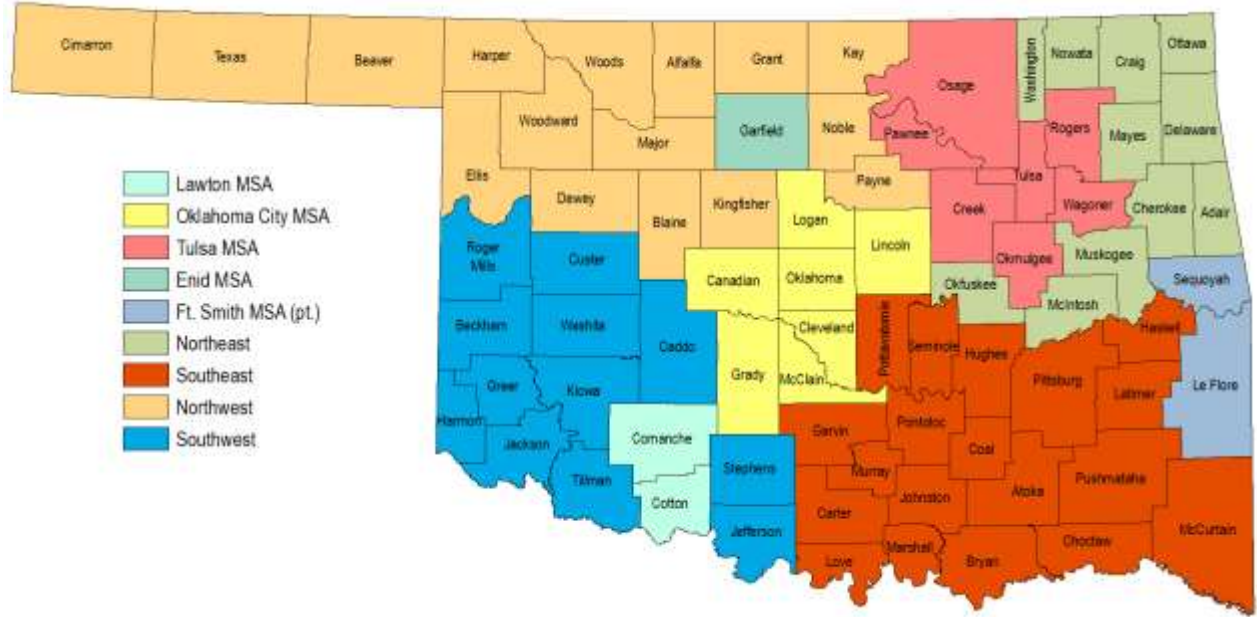 Cimarron
Texas
Beaver
Harper
Woods
Alfalfa
Grant
Kay
Osage
Washington
Nowata
Craig
Ottawa
Woodward
Major
Garfield
Noble
Pawnee
Rogers
Mayes
Delaware
Ellis
Dewey
Blaine
Kingfisher
Logan
Payne
Creek
Tulsa
Wagoner
Cherokee
Adair
Lawton MSA
Oklahoma City MSA
Tulsa MSA
Enid MSA
Ft. Smith MSA (pt.)
Northeast
Southeast
Northwest
Southwest
Roger
Mills
Custer
Canadian
Oklahoma
Lincoln
Okmulgee
Muskogee
Okfuskee
McIntosh
Sequoyah
Beckham
Washita
Caddo
Cleveland
Pottawatomie
Seminole
Hughes
Haskell
Pittsburg
Latimer
Le Flore
Greer
Kiowa
Grady
McClain
Harmon
Jackson
Comanche
Garvin
Pontotoc
Coal
Tillman
Cotton
Stephens
Murray
Johnston
Atoka
Pushmataha
McCurtain
Jefferson
Carter
Love
Marshall
Bryan
Choctaw